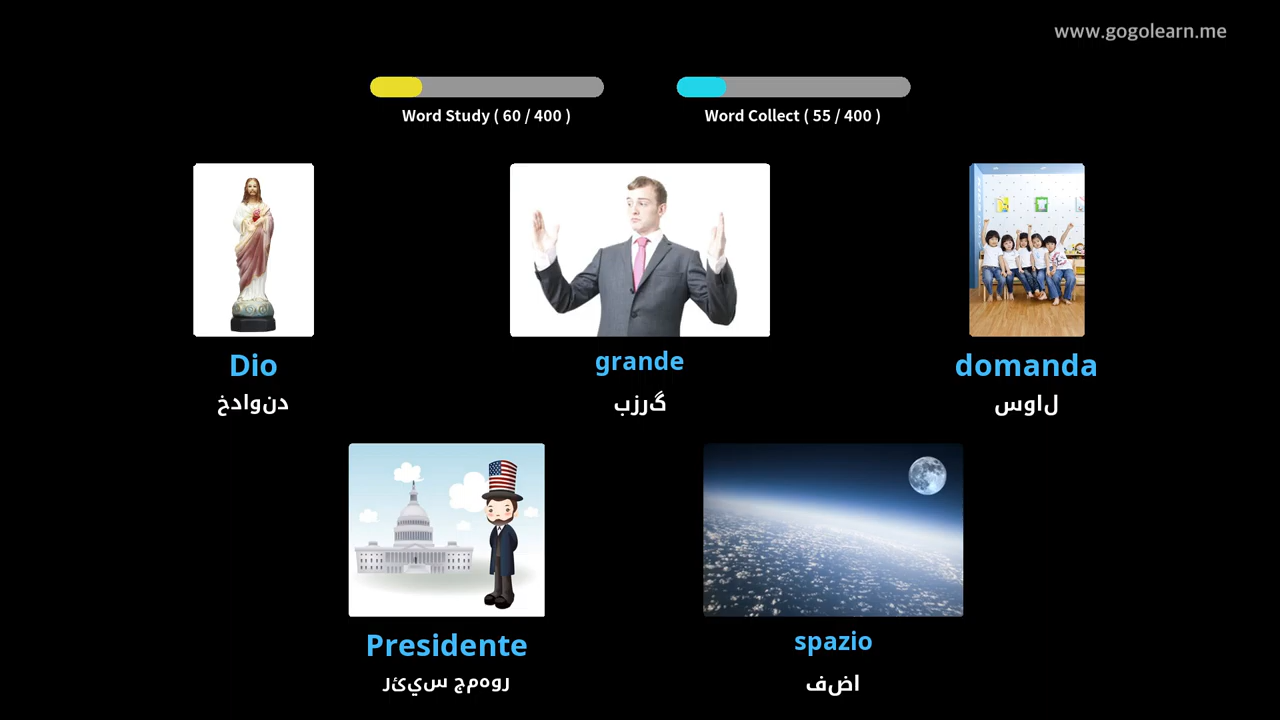 www.gogolearn.me
Word Study ( 60 / 400 )
Word Collect ( 55 / 400 )
Dio
grande
domanda
خداوند
بزرگ
سوال
Presidente
spazio
رئيس جمهور
فضا